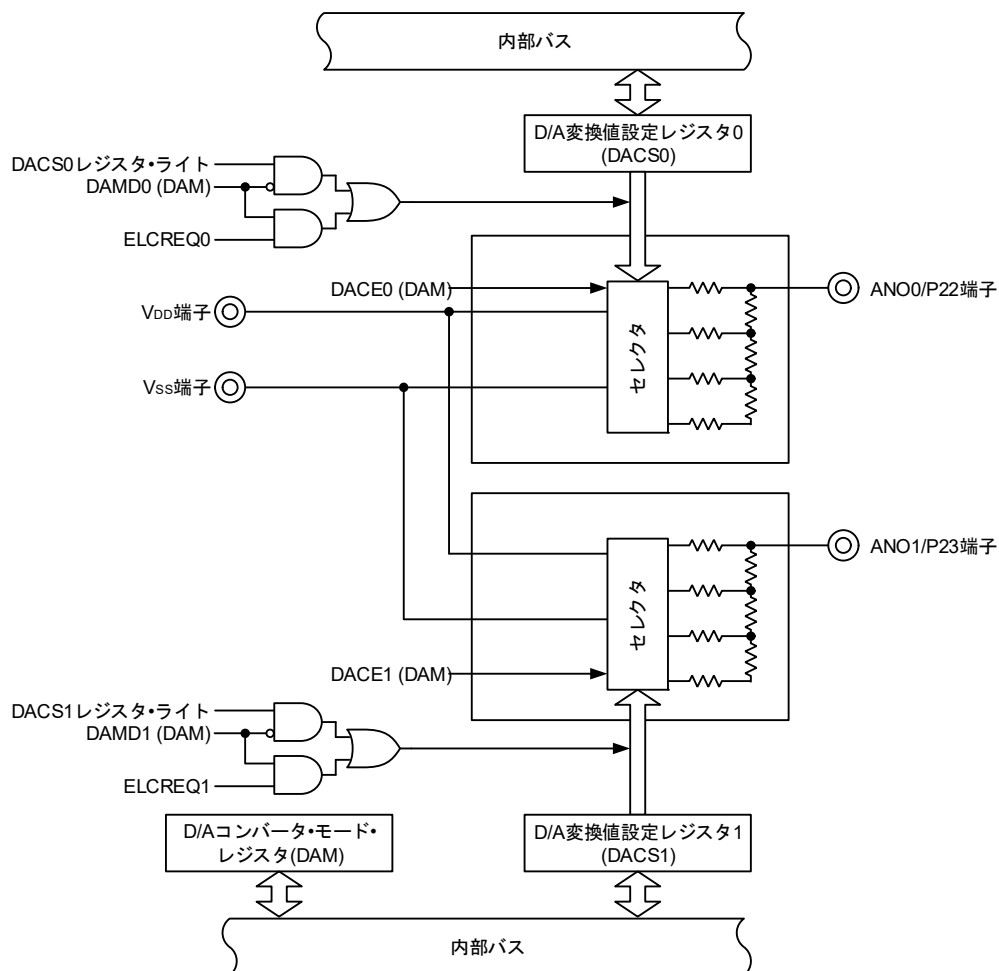 内部バス
D/A変換値設定レジスタ0
(DACS0)
DACS0レジスタ・ライト
DAMD0 (DAM)
ELCREQ0
DACE0 (DAM)
VDD端子
VSS端子
セレクタ
ANO0/P22端子
セレクタ
ANO1/P23端子
DACE1 (DAM)
DACS1レジスタ・ライト
DAMD1 (DAM)
ELCREQ1
D/Aコンバータ・モード・
レジスタ(DAM)
D/A変換値設定レジスタ1
(DACS1)
内部バス